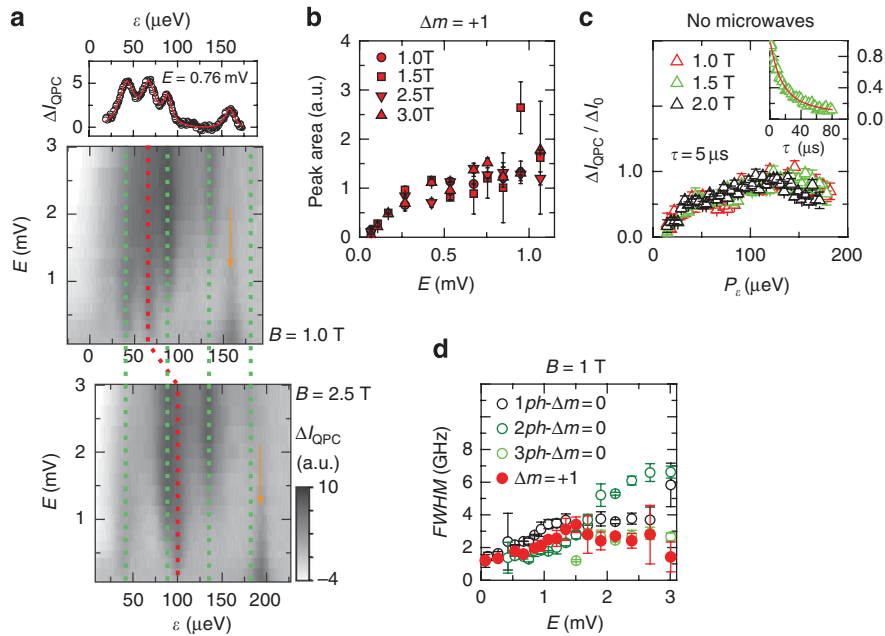 a
ε (μeV)
0 50 100 150
ΔI_QPC
5
0
E = 0.76 mV
E (mV)
3
2
1
0 50 100 150
B = 1.0 T
B = 2.5 T
E (mV)
3
2
1
ΔI_QPC
(a.u.)
10
−4
50 100 150 200
ε (μeV)
b
Δm = +1
Peak area (a.u.)
4
3
2
1
0
1.0T
1.5T
2.5T
3.0T
0.0 0.5 1.0
E (mV)
c
No microwaves
1.0 T
1.5 T
2.0 T
0.8
0.4
0.0
0 40 80
τ (μs)
τ = 5 μs
ΔI_QPC / ΔI_0
1.0
0.0
0 50 100 150 200
P_ε (μeV)
d
B = 1 T
FWHM (GHz)
8
6
4
2
0
1ph-Δm = 0
2ph-Δm = 0
3ph-Δm = 0
Δm = +1
0 1 2 3
E (mV)